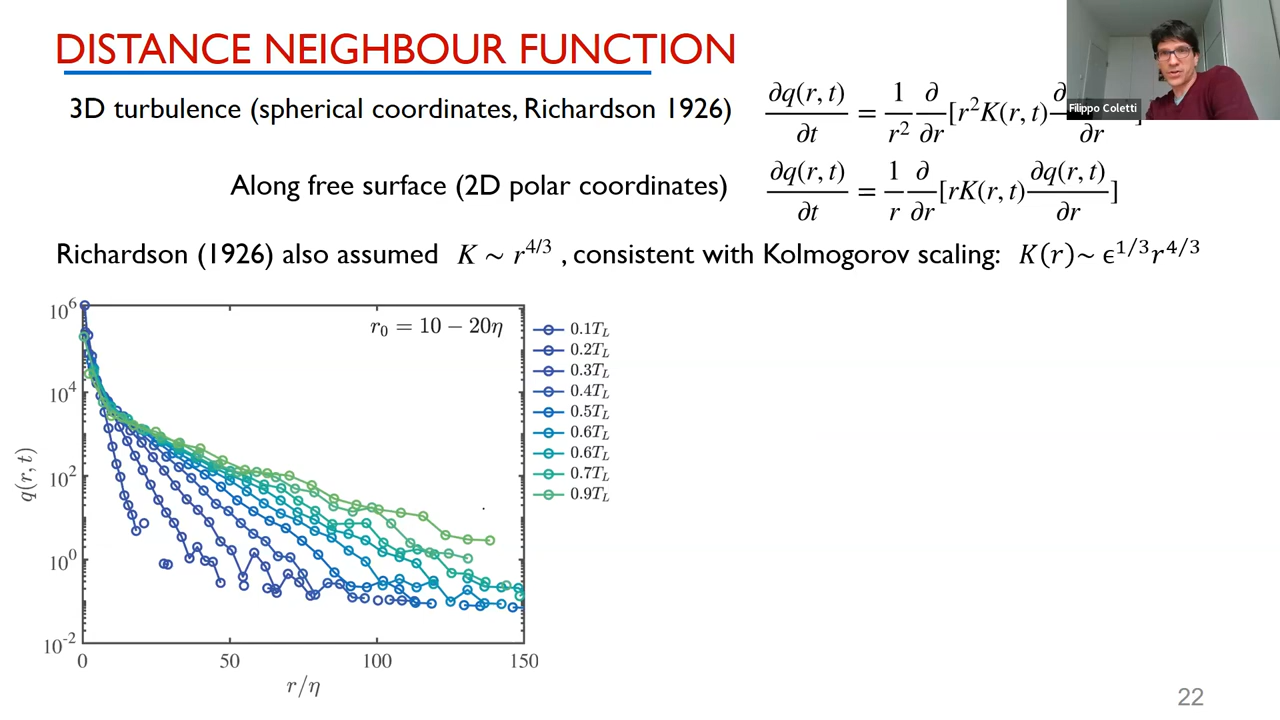 DISTANCE NEIGHBOUR FUNCTION
Filippo Coletti
3D turbulence (spherical coordinates, Richardson 1926) ∂q(r, t)/∂t = 1/r² ∂/∂r [r²K(r, t) ∂ /∂r ]
Along free surface (2D polar coordinates) ∂q(r, t)/∂t = 1/r ∂/∂r [rK(r, t) ∂q(r, t)/∂r]
Richardson (1926) also assumed K ∼ r^4/3 , consistent with Kolmogorov scaling: K(r)~ ϵ^1/3 r^4/3
r₀ = 10 − 20η
0.1T_L
0.2T_L
0.3T_L
0.4T_L
0.5T_L
0.6T_L
0.6T_L
0.7T_L
0.9T_L
q(r, t)
10^6
10^4
10^2
10^0
10^-2
0 50 100 150
r/η
22